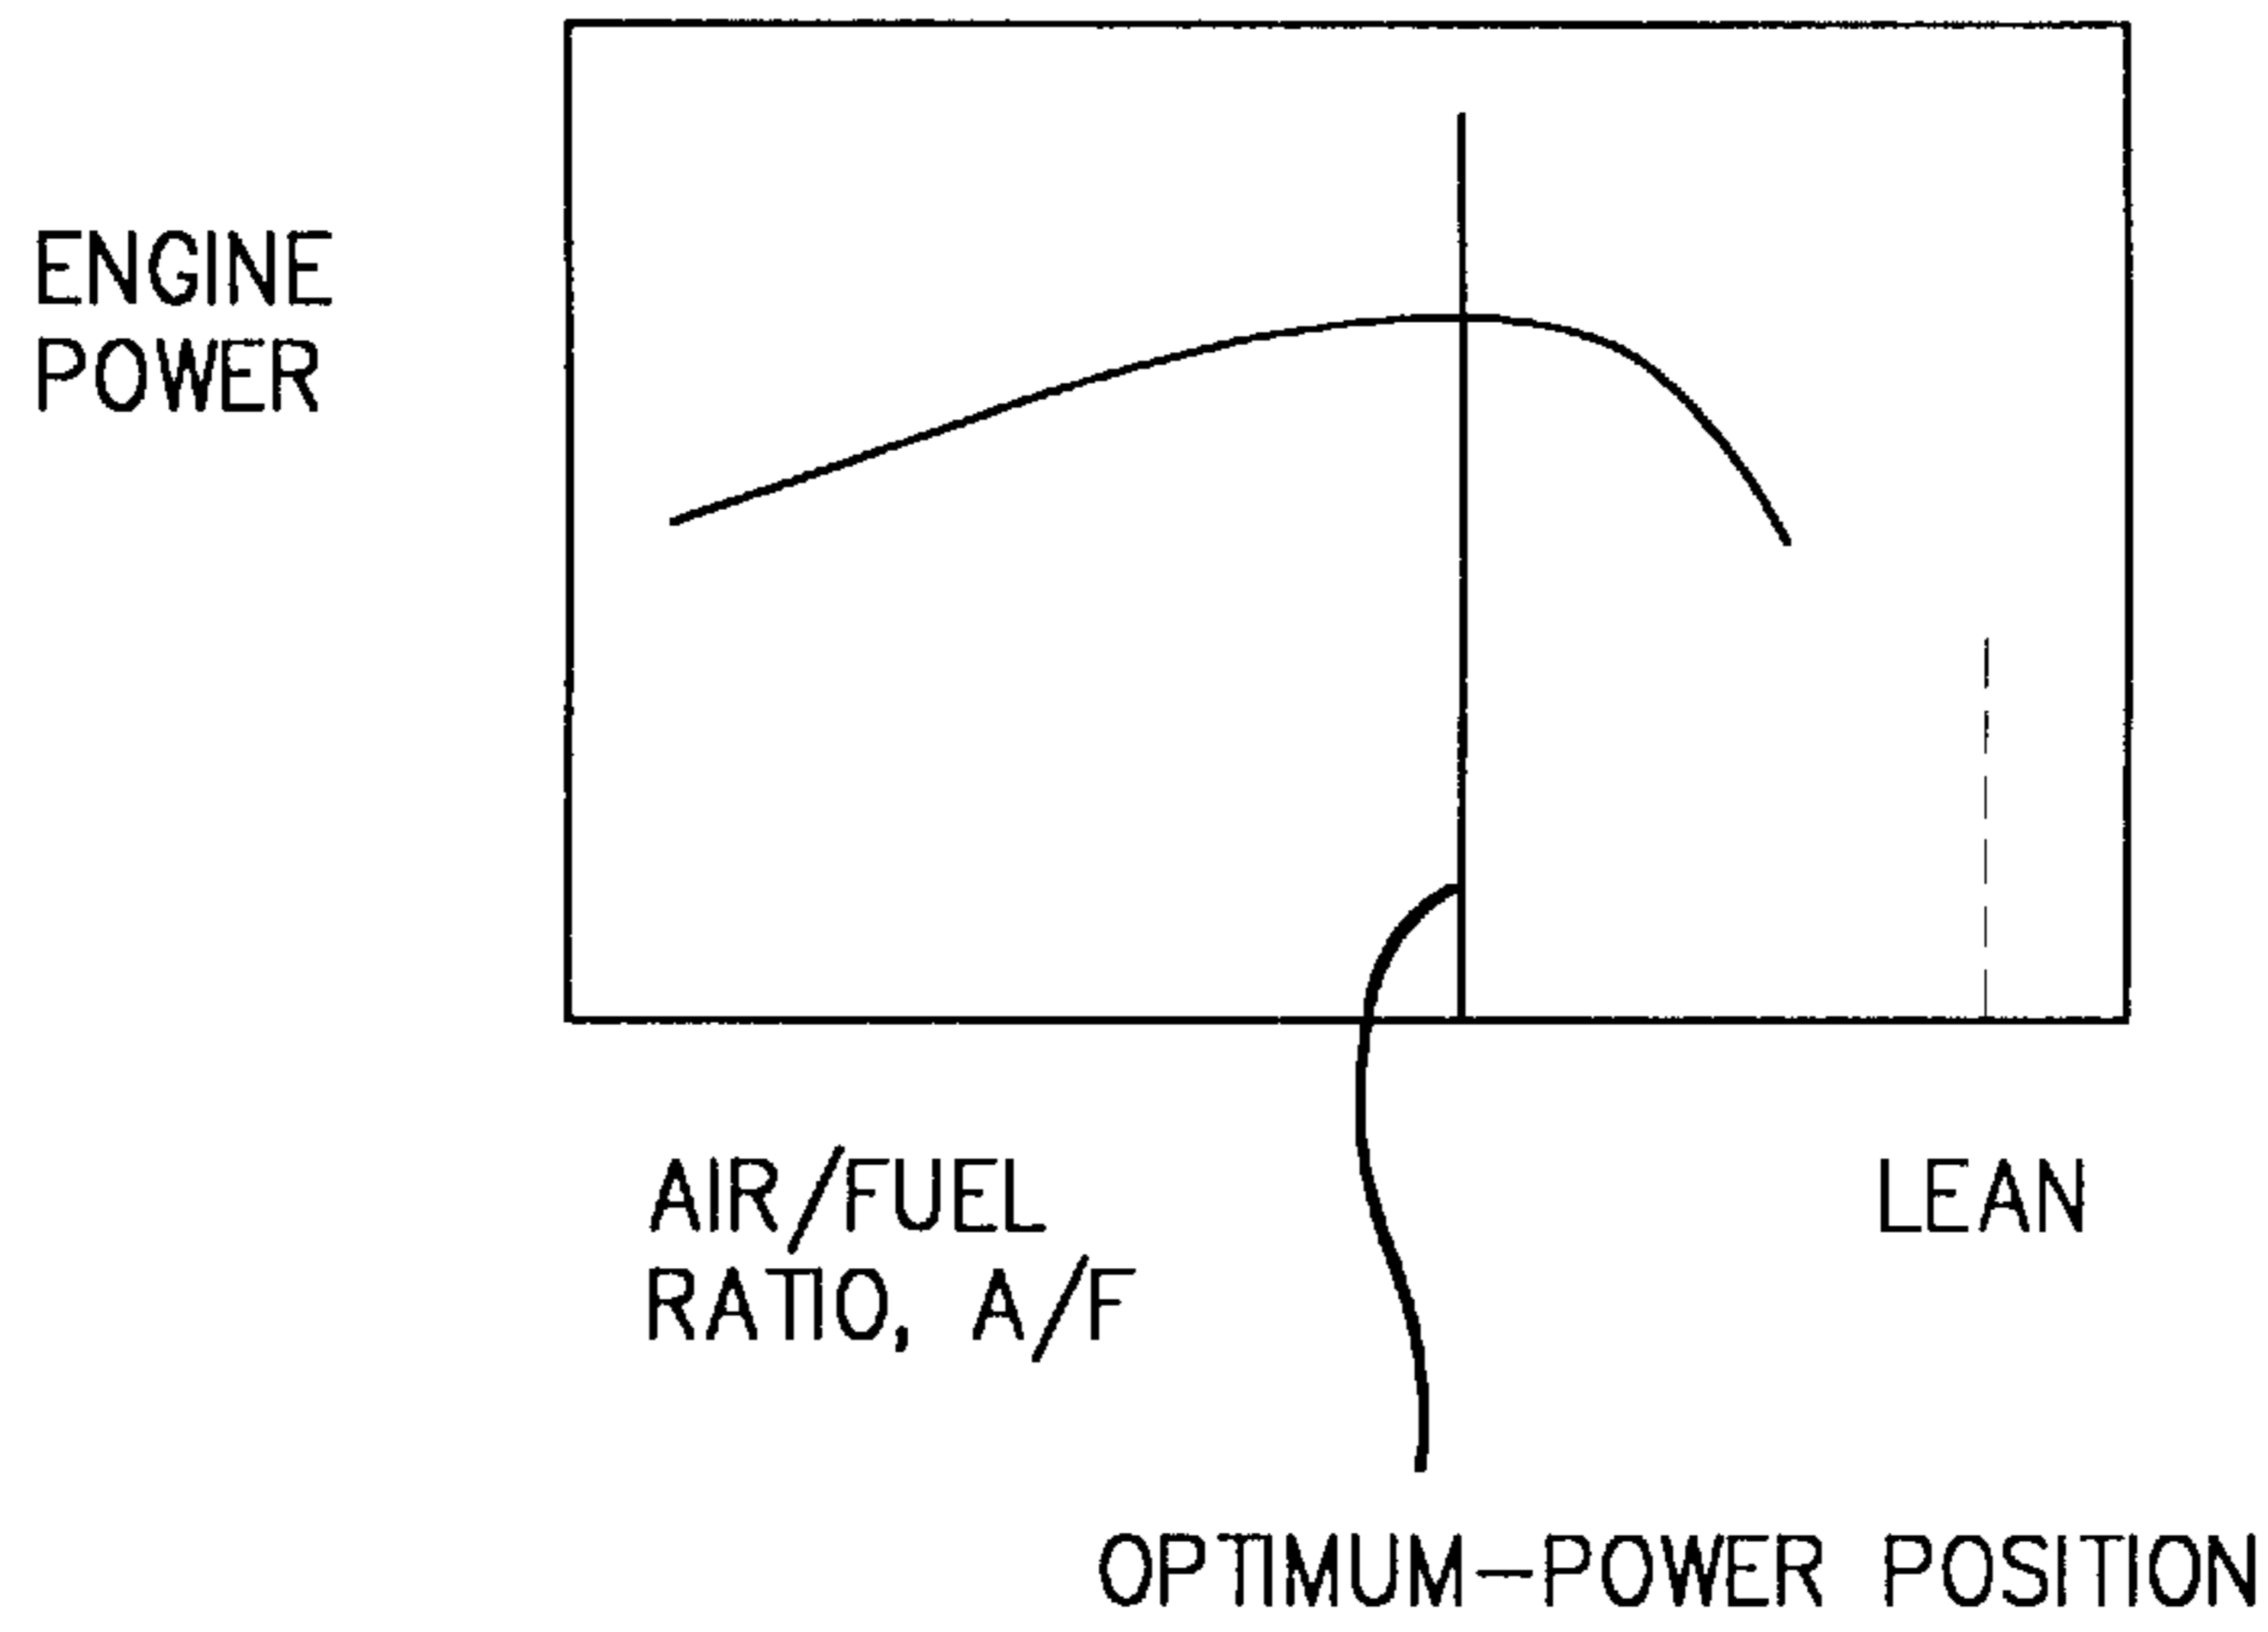 ENGINE
POWER
AIR/FUEL
RATIO, A/F
LEAN
OPTIMUM-POWER POSITION